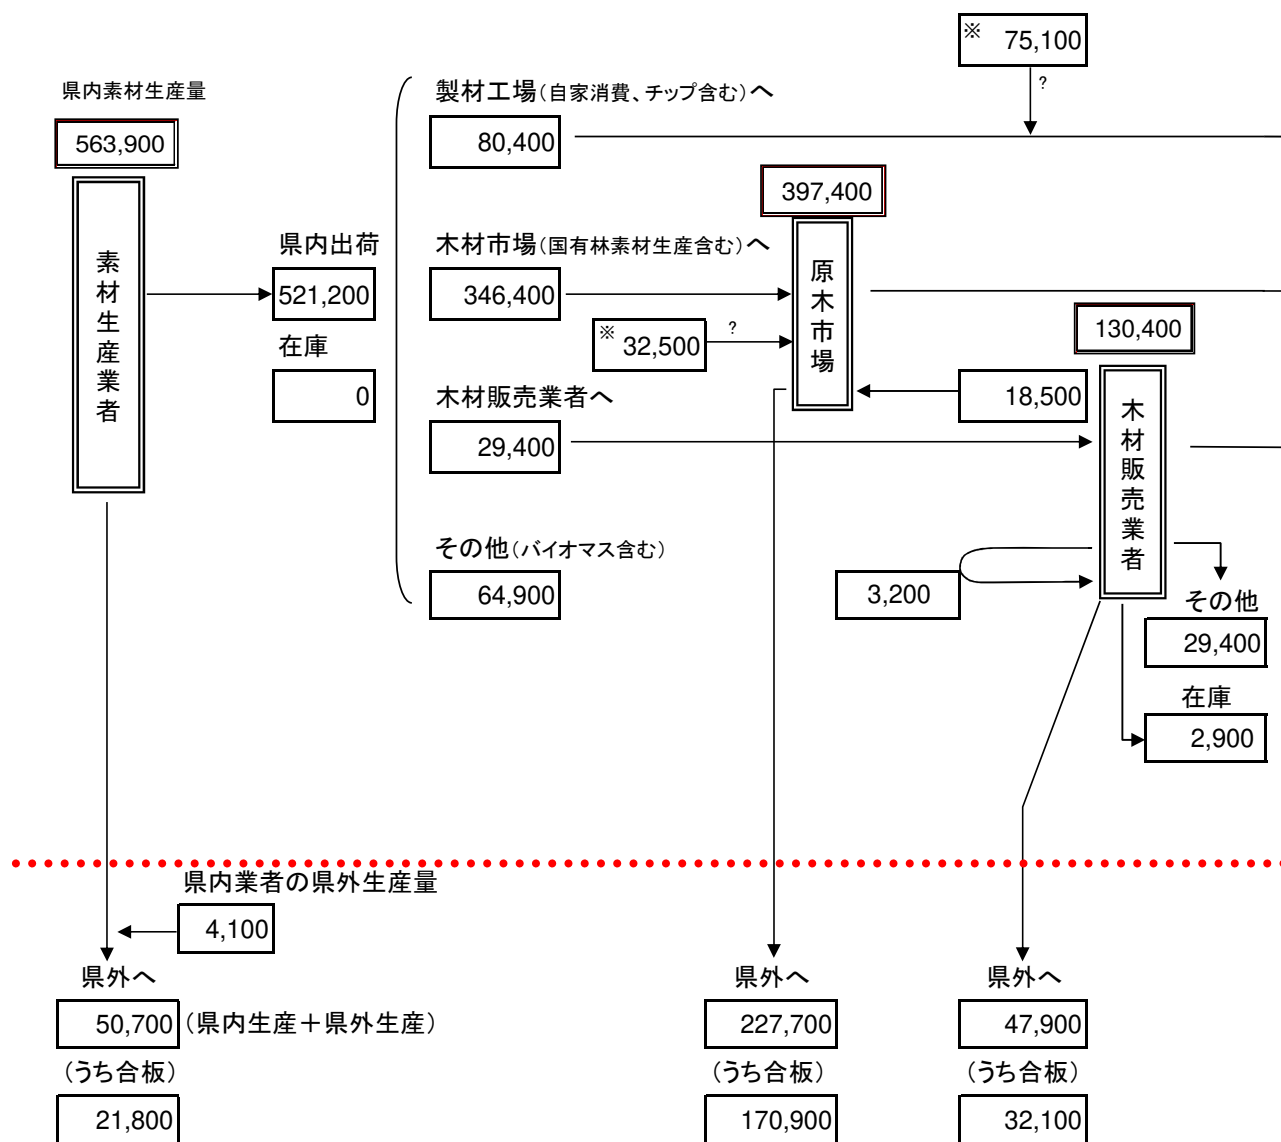 ※ 75,100
?
県内素材生産量
563,900
製材工場(自家消費、チップ含む)へ
80,400
397,400
素材生産業者
県内出荷
521,200
在庫
0
木材市場(国有林素材生産含む)へ
346,400
※ 32,500
?
原木市場
130,400
木材販売業者へ
29,400
18,500
木材販売業者
その他(バイオマス含む)
64,900
3,200
その他
29,400
在庫
2,900
県内業者の県外生産量
4,100
県外へ
50,700
(県内生産+県外生産)
(うち合板)
21,800
県外へ
227,700
(うち合板)
170,900
県外へ
47,900
(うち合板)
32,100